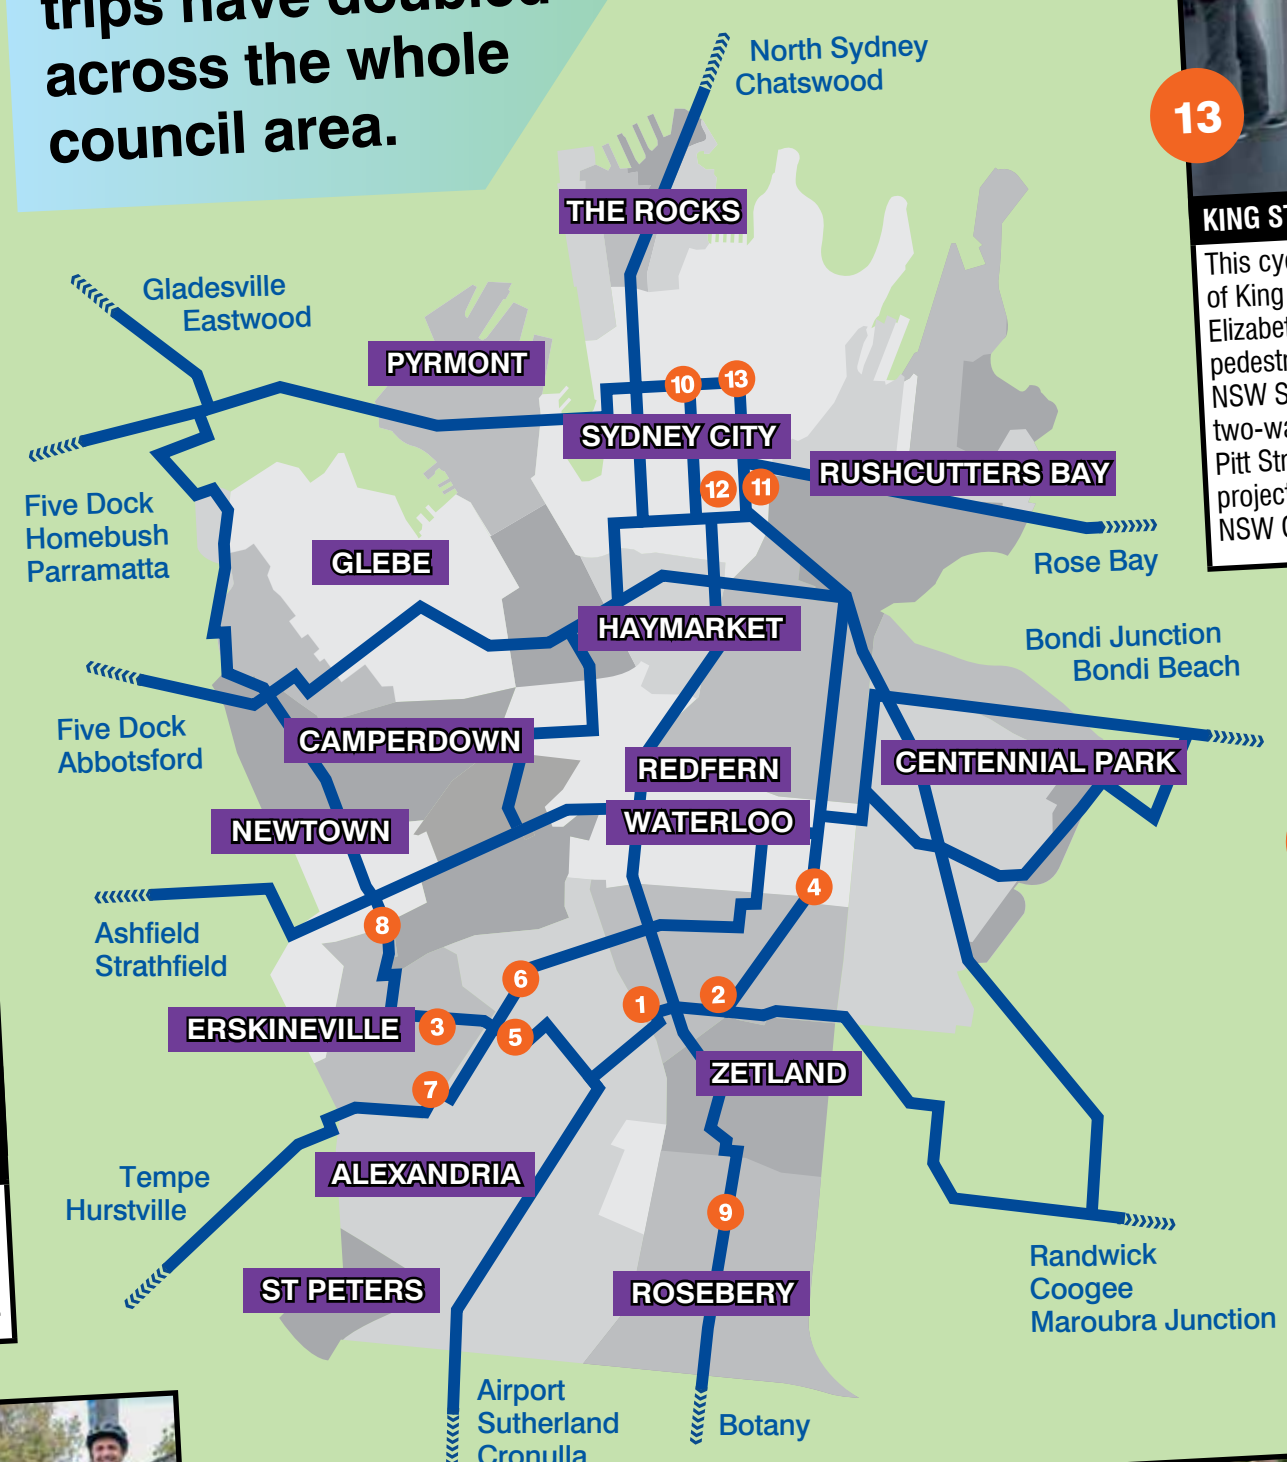 trips have doubled
across the whole
council area.
North Sydney
Chatswood
13
KING ST
This cy
of King
Elizabet
pedestr
NSW S
two-wa
Pitt Str
project
NSW
THE ROCKS
Gladesville
Eastwood
PYRMONT
10
13
SYDNEY CITY
RUSHCUTTERS BAY
12
11
Five Dock
Homebush
Parramatta
Rose Bay
GLEBE
HAYMARKET
Bondi Junction
Bondi Beach
Five Dock
Abbotsford
CAMPERDOWN
REDFERN
CENTENNIAL PARK
NEWTOWN
WATERLOO
4
Ashfield
Strathfield
8
6
1
2
ERSKINEVILLE
3
5
ZETLAND
7
Tempe
Hurstville
ALEXANDRIA
9
ST PETERS
ROSEBERY
Randwick
Coogee
Maroubra Junction
Airport
Sutherland
Cronulla
Botany